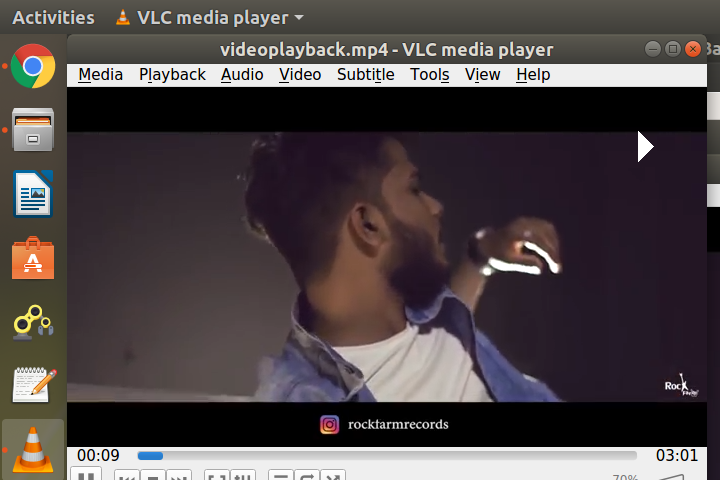 Activities VLC media player
videoplayback.mp4 - VLC media player
Media Playback Audio Video Subtitle Tools View Help
Rock
rockfarmrecords
00:09 03:01
70%